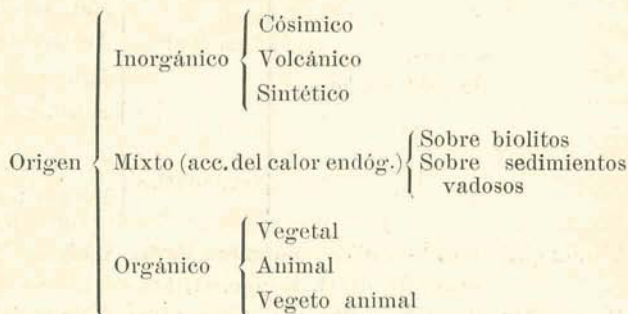 Cósimico
Inorgánico Volcánico
Sintético
Sobre biolitos
Origen Mixto (acc. del calor endóg.) Sobre sedimientos
vadosos
Vegetal
Orgánico Animal
Vegeto animal